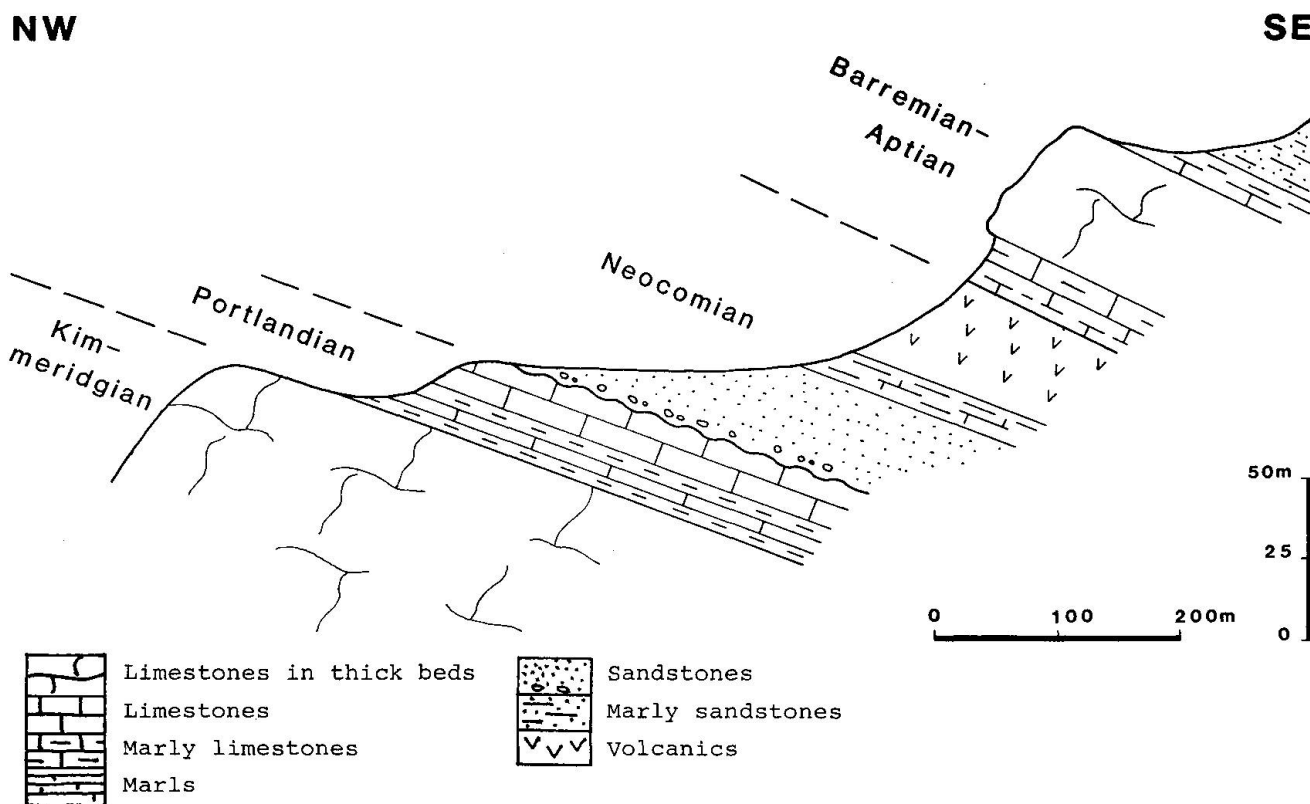 NW
SE
Barremian–
Aptian
Neocomian
Portlandian
Kim–
meridgian
50m
25
0
0 100 200m
Limestones in thick beds
Limestones
Marly limestones
Marls
Sandstones
Marly sandstones
Volcanics